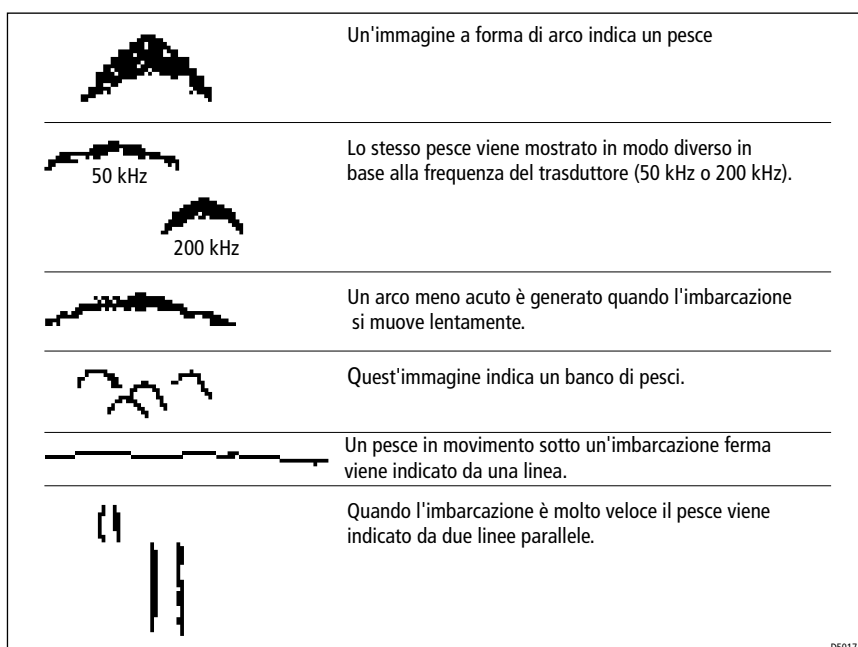 Un'immagine a forma di arco indica un pesce
Lo stesso pesce viene mostrato in modo diverso in
base alla frequenza del trasduttore (50 kHz o 200 kHz).
50 kHz
200 kHz
Un arco meno acuto è generato quando l'imbarcazione
si muove lentamente.
Quest'immagine indica un banco di pesci.
Un pesce in movimento sotto un'imbarcazione ferma
viene indicato da una linea.
Quando l'imbarcazione è molto veloce il pesce viene
indicato da due linee parallele.